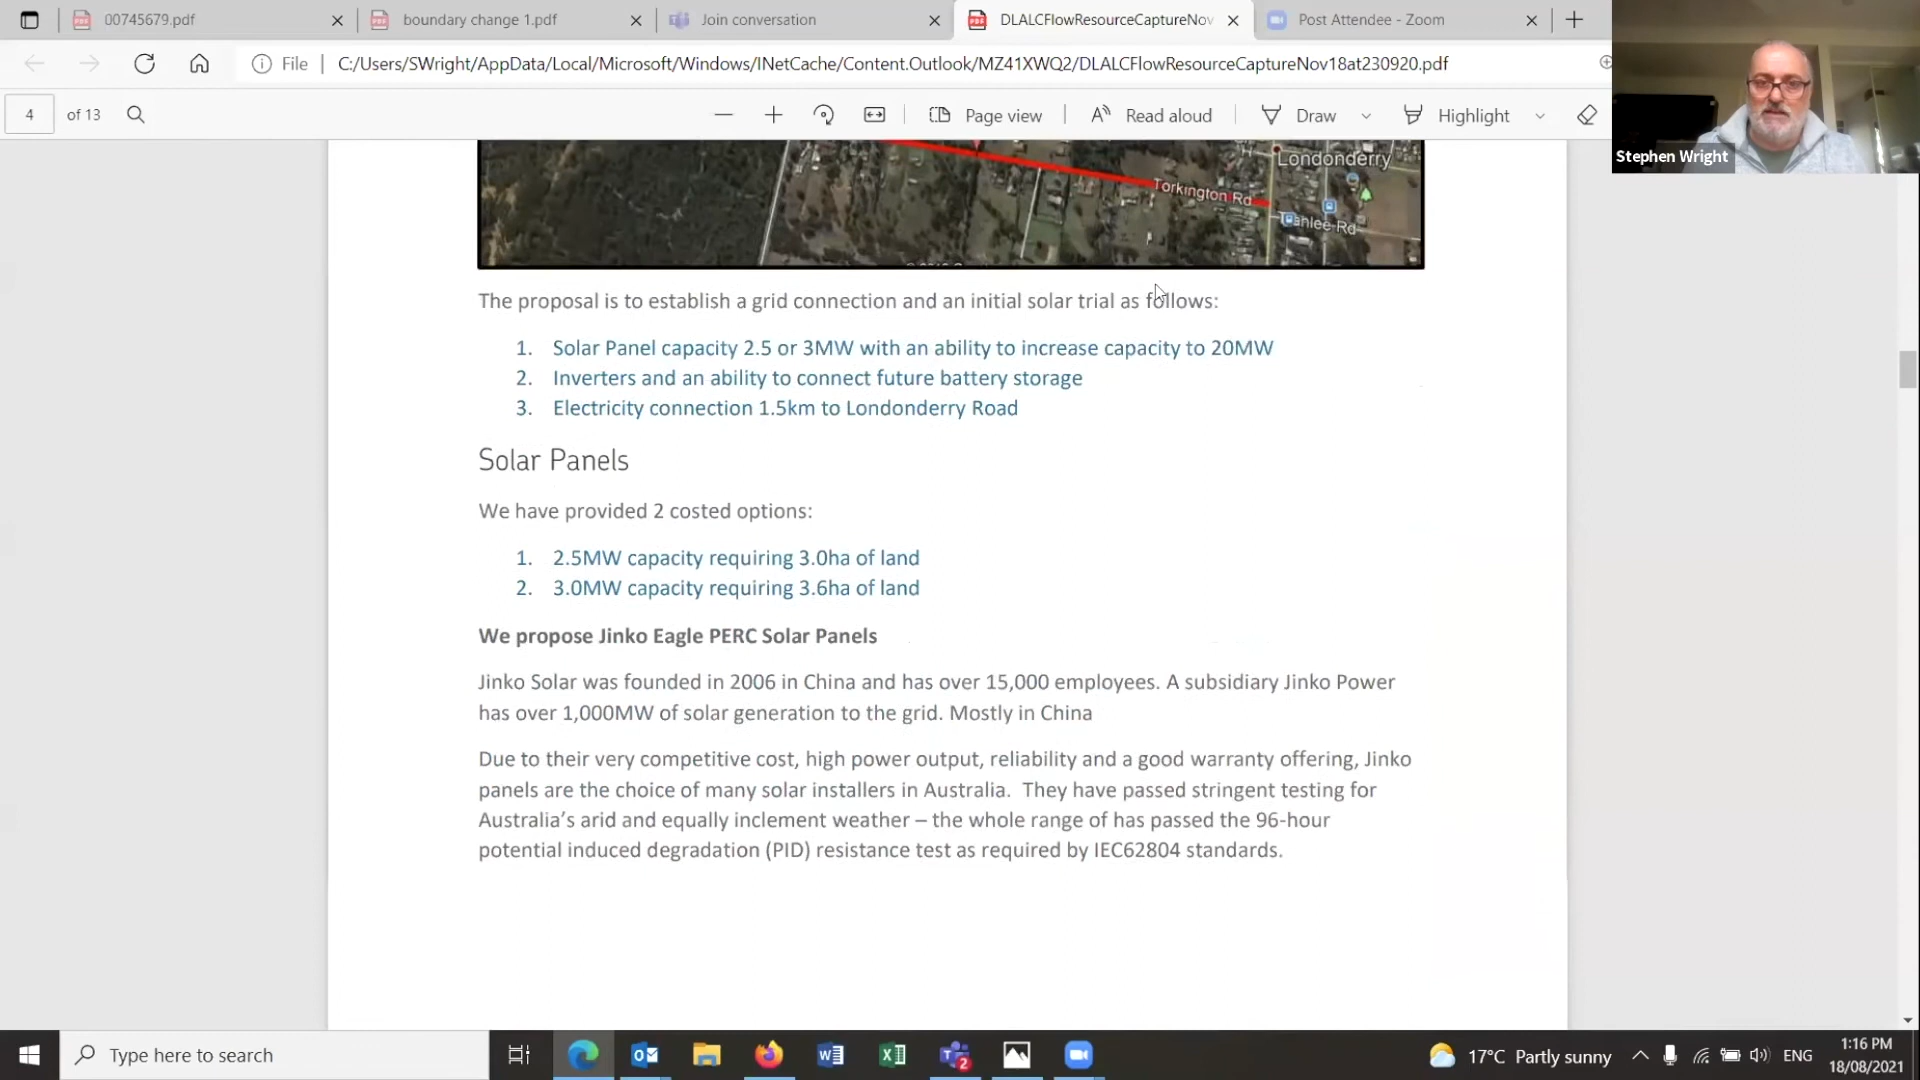 00745679.pdf
boundary change 1.pdf
Join conversation
DLALCFlowResourceCaptureNov
Post Attendee - Zoom
File
C:/Users/SWright/AppData/Local/Microsoft/Windows/INetCache/Content.Outlook/MZ41XWQ2/DLALCFlowResourceCaptureNov18at230920.pdf
4 of 13
Page view
Read aloud
Draw
Highlight
Stephen Wright
Londonderry
Torkington Rd
The proposal is to establish a grid connection and an initial solar trial as follows:
1. Solar Panel capacity 2.5 or 3MW with an ability to increase capacity to 20MW
2. Inverters and an ability to connect future battery storage
3. Electricity connection 1.5km to Londonderry Road
Solar Panels
We have provided 2 costed options:
1. 2.5MW capacity requiring 3.0ha of land
2. 3.0MW capacity requiring 3.6ha of land
We propose Jinko Eagle PERC Solar Panels
Jinko Solar was founded in 2006 in China and has over 15,000 employees. A subsidiary Jinko Power
has over 1,000MW of solar generation to the grid. Mostly in China
Due to their very competitive cost, high power output, reliability and a good warranty offering, Jinko
panels are the choice of many solar installers in Australia. They have passed stringent testing for
Australia's arid and equally inclement weather – the whole range of has passed the 96-hour
potential induced degradation (PID) resistance test as required by IEC62804 standards.
Type here to search
2
17°C Partly sunny
ENG
1:16 PM
18/08/2021